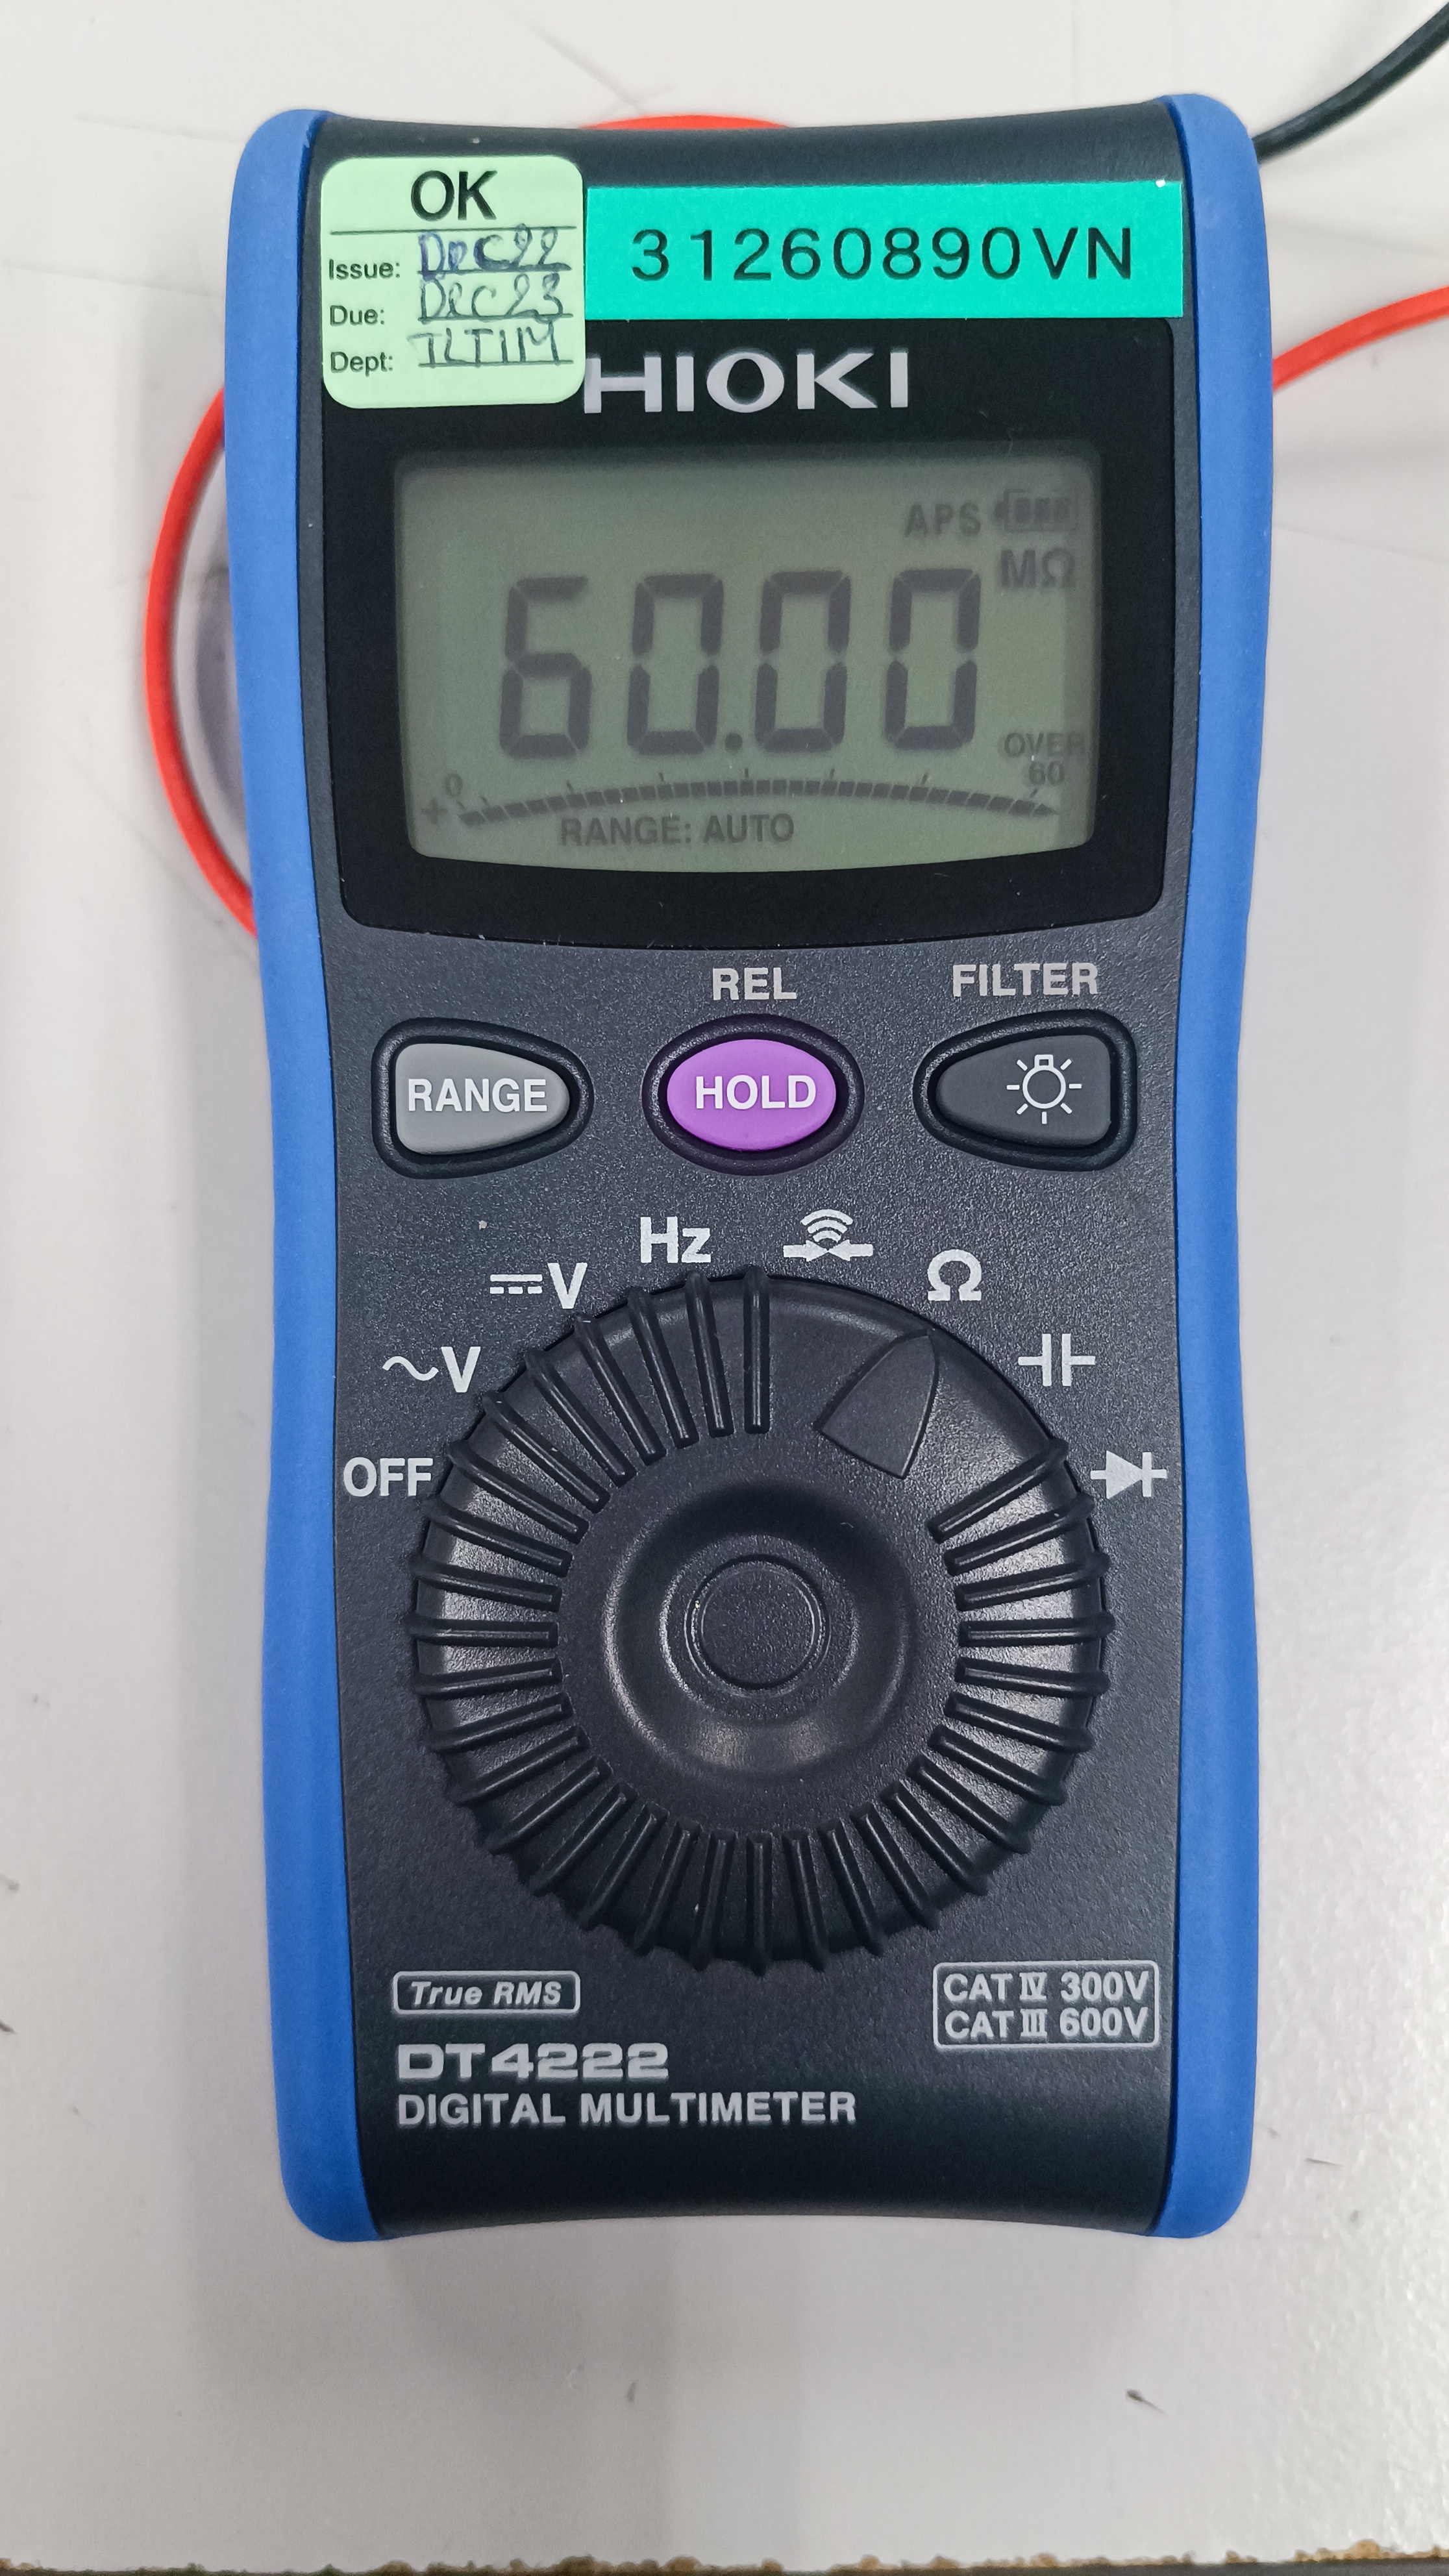 OK
Issue: Dec22
Due: Dec23
Dept: TLTIM
31260890VN
HIOKI
APS
MΩ
60.00
OVER
0
60
+
RANGE: AUTO
REL
FILTER
RANGE
HOLD
Hz
Ω
⎓V
~V
OFF
True RMS
CAT Ⅳ 300V
CAT Ⅲ 600V
DT4222
DIGITAL MULTIMETER